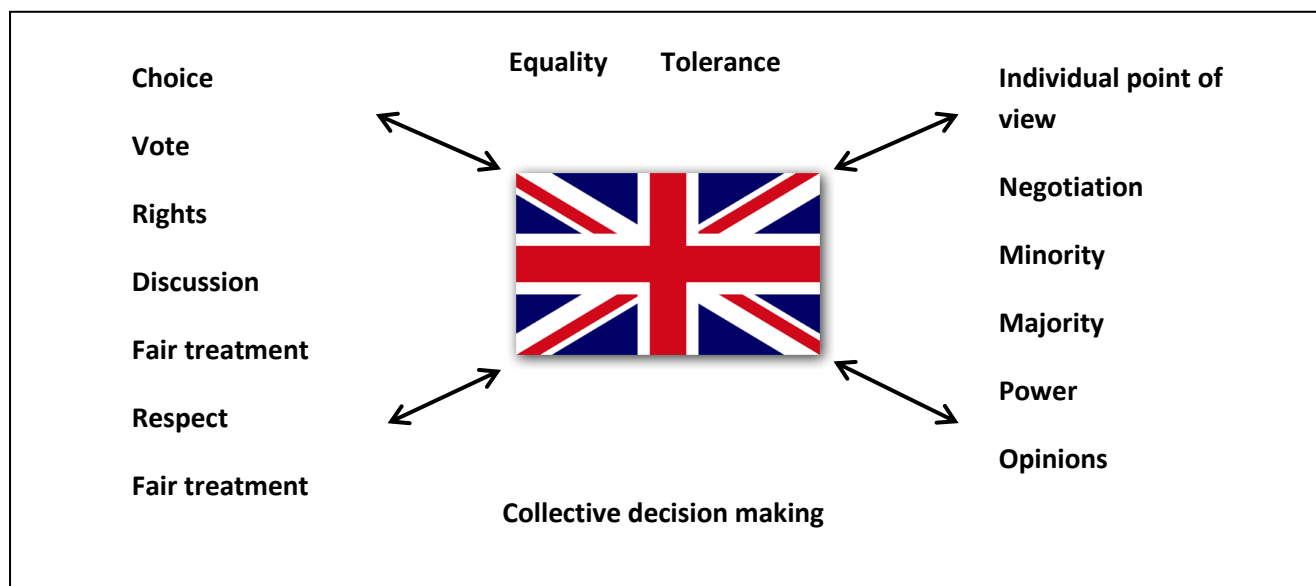 Equality Tolerance
Choice
Vote
Rights
Discussion
Fair treatment
Respect
Fair treatment
Individual point of
view
Negotiation
Minority
Majority
Power
Opinions
Collective decision making